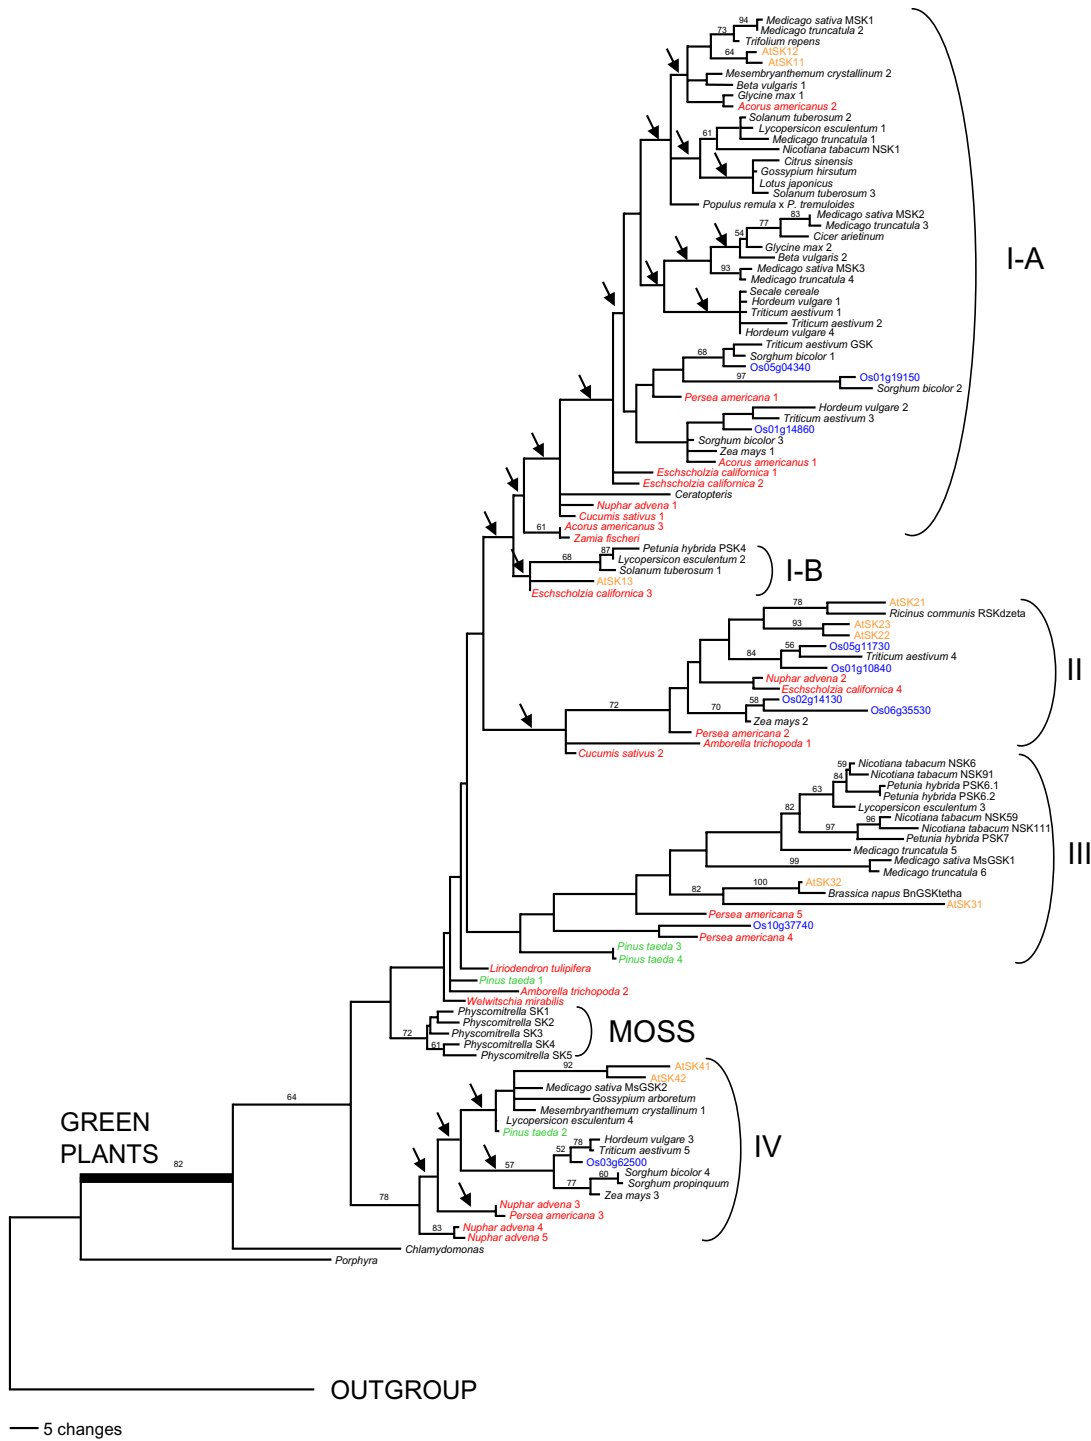 94
Medicago sativa MSK1
Medicago truncatula 2
73
Trifolium repens
64
AtSK12
AtSK11
Mesembryanthemum crystallinum 2
Beta vulgaris 1
Glycine max 1
Acorus americanus 2
Solanum tuberosum 2
Lycopersicon esculentum 1
61
Medicago truncatula 1
Nicotiana tabacum NSK1
Citrus sinensis
Gossypium hirsutum
Lotus japonicus
Solanum tuberosum 3
Populus remula x P. tremuloides
83
Medicago sativa MSK2
77
Medicago truncatula 3
54
Cicer arietinum
Glycine max 2
Beta vulgaris 2
I-A
93
Medicago sativa MSK3
Medicago truncatula 4
Secale cereale
Hordeum vulgare 1
Triticum aestivum 1
Triticum aestivum 2
Hordeum vulgare 4
Triticum aestivum GSK
68
Sorghum bicolor 1
Os05g04340
97
Os01g19150
Sorghum bicolor 2
Persea americana 1
Hordeum vulgare 2
Triticum aestivum 3
Os01g14860
Sorghum bicolor 3
Zea mays 1
Acorus americanus 1
Eschscholzia californica 1
Eschscholzia californica 2
Ceratopteris
Nuphar advena 1
Cucumis sativus 1
61
Acorus americanus 3
Zamia fischeri
87
Petunia hybrida PSK4
68
Lycopersicon esculentum 2
Solanum tuberosum 1
I-B
AtSK13
Eschscholzia californica 3
78
AtSK21
Ricinus communis RSKdzeta
93
AtSK23
AtSK22
56
Os05g11730
84
Triticum aestivum 4
Os01g10840
II
Nuphar advena 2
Eschscholzia californica 4
58
Os02g14130
72
70
Os06g35530
Zea mays 2
Persea americana 2
Amborella trichopoda 1
Cucumis sativus 2
59
Nicotiana tabacum NSK6
84
Nicotiana tabacum NSK91
63
Petunia hybrida PSK6.1
Petunia hybrida PSK6.2
82
Lycopersicon esculentum 3
96
Nicotiana tabacum NSK59
97
Nicotiana tabacum NSK111
Petunia hybrida PSK7
Medicago truncatula 5
III
99
Medicago sativa MsGSK1
Medicago truncatula 6
100
AtSK32
82
Brassica napus BnGSKtetha
AtSK31
Persea americana 5
Os10g37740
Persea americana 4
Pinus taeda 3
Pinus taeda 4
Liriodendron tulipifera
Pinus taeda 1
Amborella trichopoda 2
Welwitschia mirabilis
Physcomitrella SK1
Physcomitrella SK2
72
Physcomitrella SK3
MOSS
61
Physcomitrella SK4
Physcomitrella SK5
92
AtSK41
AtSK42
Medicago sativa MsGSK2
64
Gossypium arboretum
Mesembryanthemum crystallinum 1
Lycopersicon esculentum 4
GREEN
PLANTS
Pinus taeda 2
78
Hordeum vulgare 3
52
Triticum aestivum 5
IV
82
57
Os03g62500
60
Sorghum bicolor 4
77
Sorghum propinquum
Zea mays 3
78
Nuphar advena 3
Persea americana 3
83
Nuphar advena 4
Nuphar advena 5
Chlamydomonas
Porphyra
OUTGROUP
5 changes